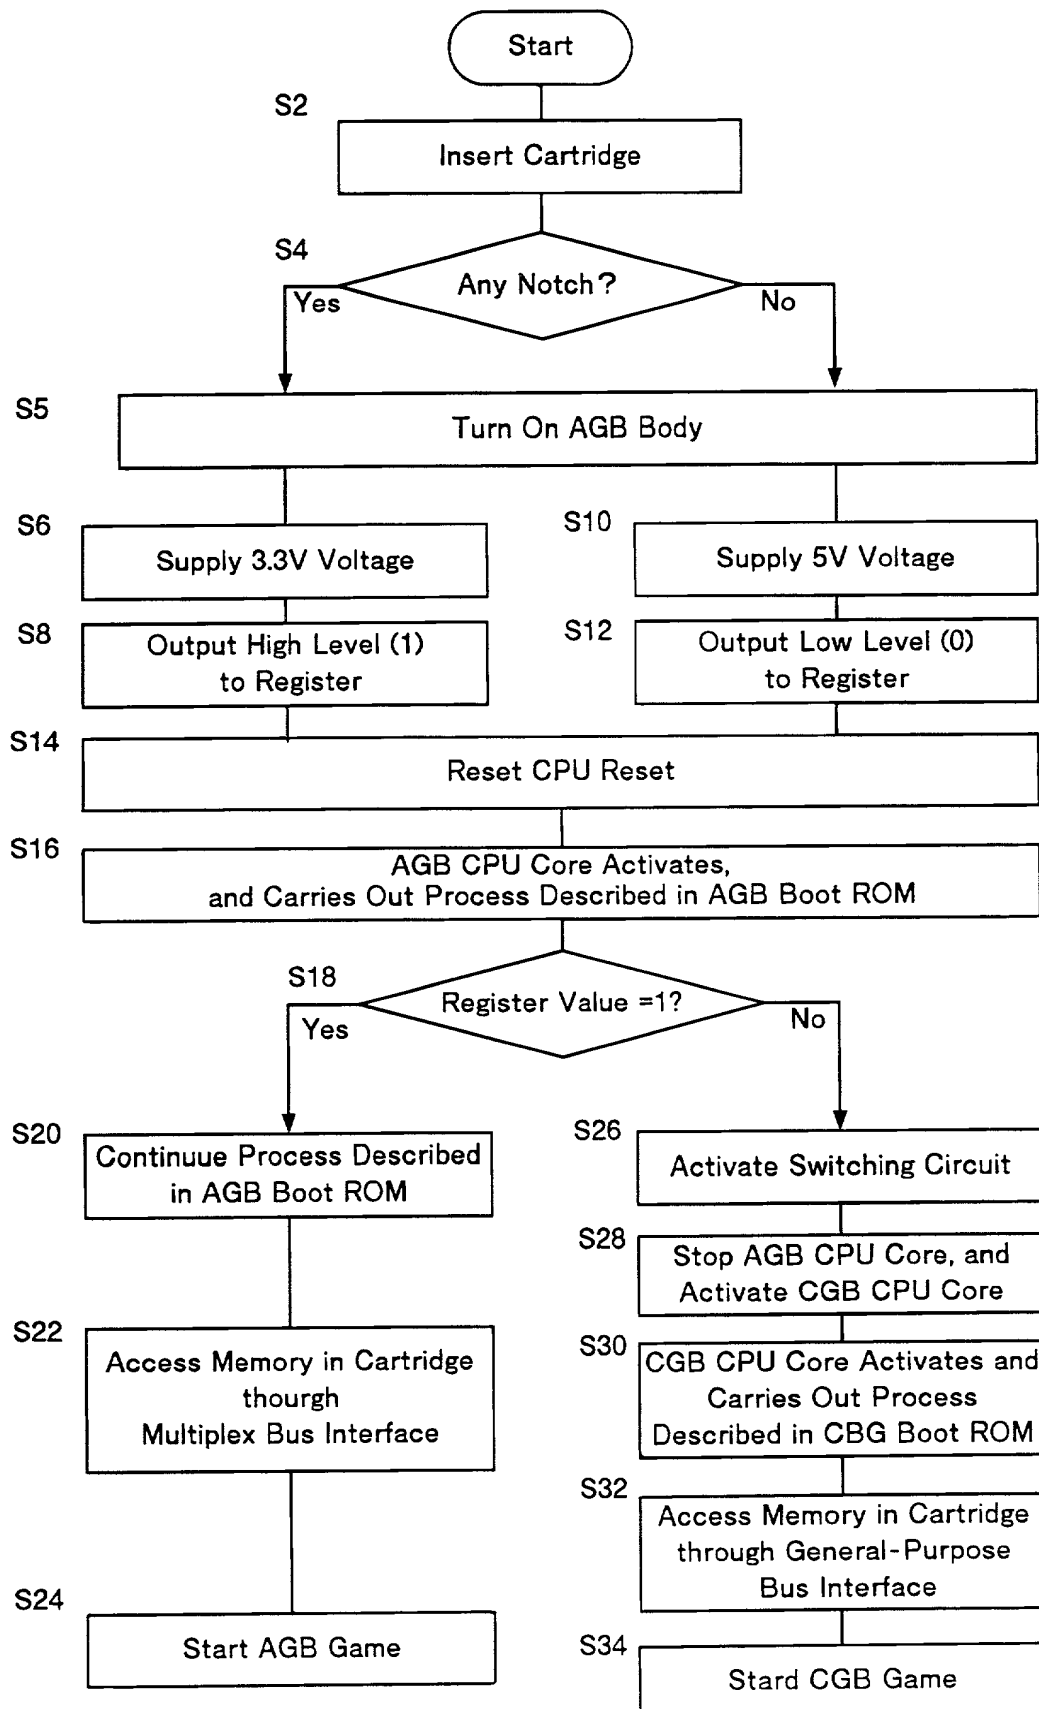 Start
S2
Insert Cartridge
S4
Any Notch?
Yes
No
S5
Turn On AGB Body
S6
Supply 3.3V Voltage
S10
Supply 5V Voltage
S8
Output High Level (1)
to Register
S12
Output Low Level (0)
to Register
S14
Reset CPU Reset
S16
AGB CPU Core Activates,
and Carries Out Process Described in AGB Boot ROM
S18
Register Value =1?
Yes
No
S20
Continuue Process Described
in AGB Boot ROM
S26
Activate Switching Circuit
S28
Stop AGB CPU Core, and
Activate CGB CPU Core
S22
Access Memory in Cartridge
thourgh
Multiplex Bus Interface
S30
CGB CPU Core Activates and
Carries Out Process
Described in CBG Boot ROM
S32
Access Memory in Cartridge
through General-Purpose
Bus Interface
S24
Start AGB Game
S34
Stard CGB Game